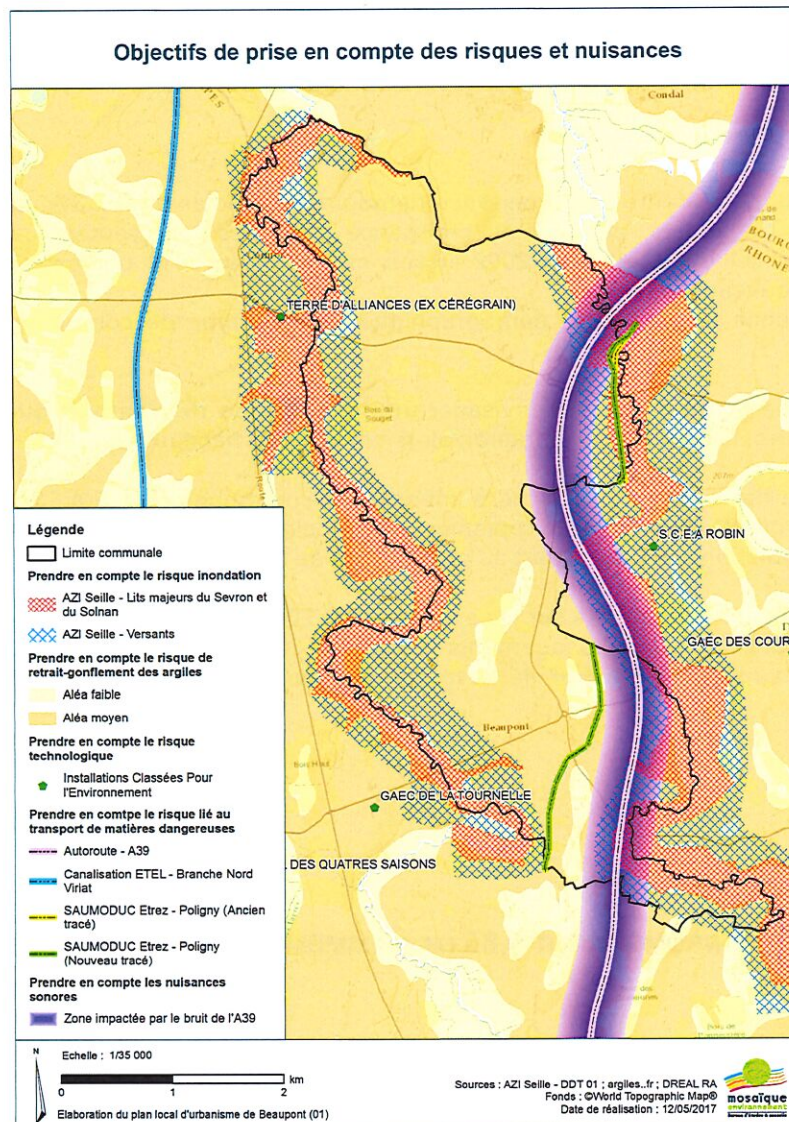 Objectifs de prise en compte des risques et nuisances
Condal
TERRE D'ALLIANCES (EX CÉRÉGRAIN)
Bois du
Souget
S.C.E.A ROBIN
GAEC DES COUR
Beaupont
GAEC DE LA TOURNELLE
DES QUATRES SAISONS
Légende
Limite communale
Prendre en compte le risque inondation
AZI Seille - Lits majeurs du Sevron et
du Solnan
AZI Seille - Versants
Prendre en compte le risque de
retrait-gonflement des argiles
Aléa faible
Aléa moyen
Prendre en compte le risque
technologique
Installations Classées Pour
l'Environnement
Prendre en comtpe le risque lié au
transport de matières dangereuses
Autoroute - A39
Canalisation ETEL - Branche Nord
Viriat
SAUMODUC Etrez - Poligny (Ancien
tracé)
SAUMODUC Etrez - Poligny
(Nouveau tracé)
Prendre en compte les nuisances
sonores
Zone impactée par le bruit de l'A39
N
Echelle : 1/35 000
0 1 2 km
Elaboration du plan local d'urbanisme de Beaupont (01)
Sources : AZI Seille - DDT 01 ; argiles..fr ; DREAL RA
Fonds : ©World Topographic Map®
Date de réalisation : 12/05/2017
mosaïque
environnement